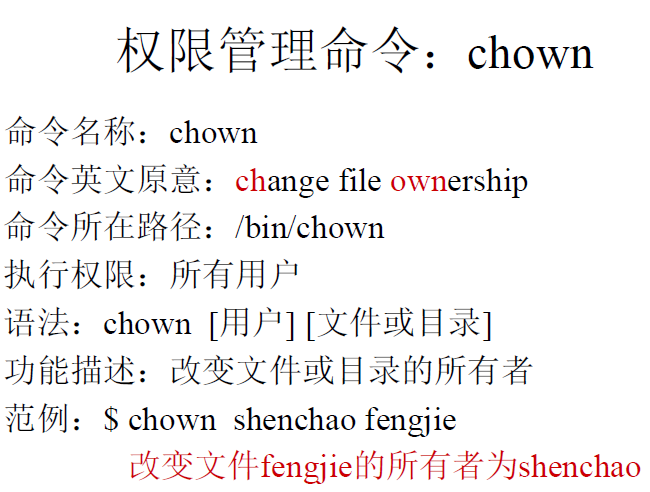 权限管理命令：chown
命令名称：chown
命令英文原意：change file ownership
命令所在路径：/bin/chown
执行权限：所有用户
语法：chown [用户] [文件或目录]
功能描述：改变文件或目录的所有者
范例：$ chown shenchao fengjie
改变文件fengjie的所有者为shenchao